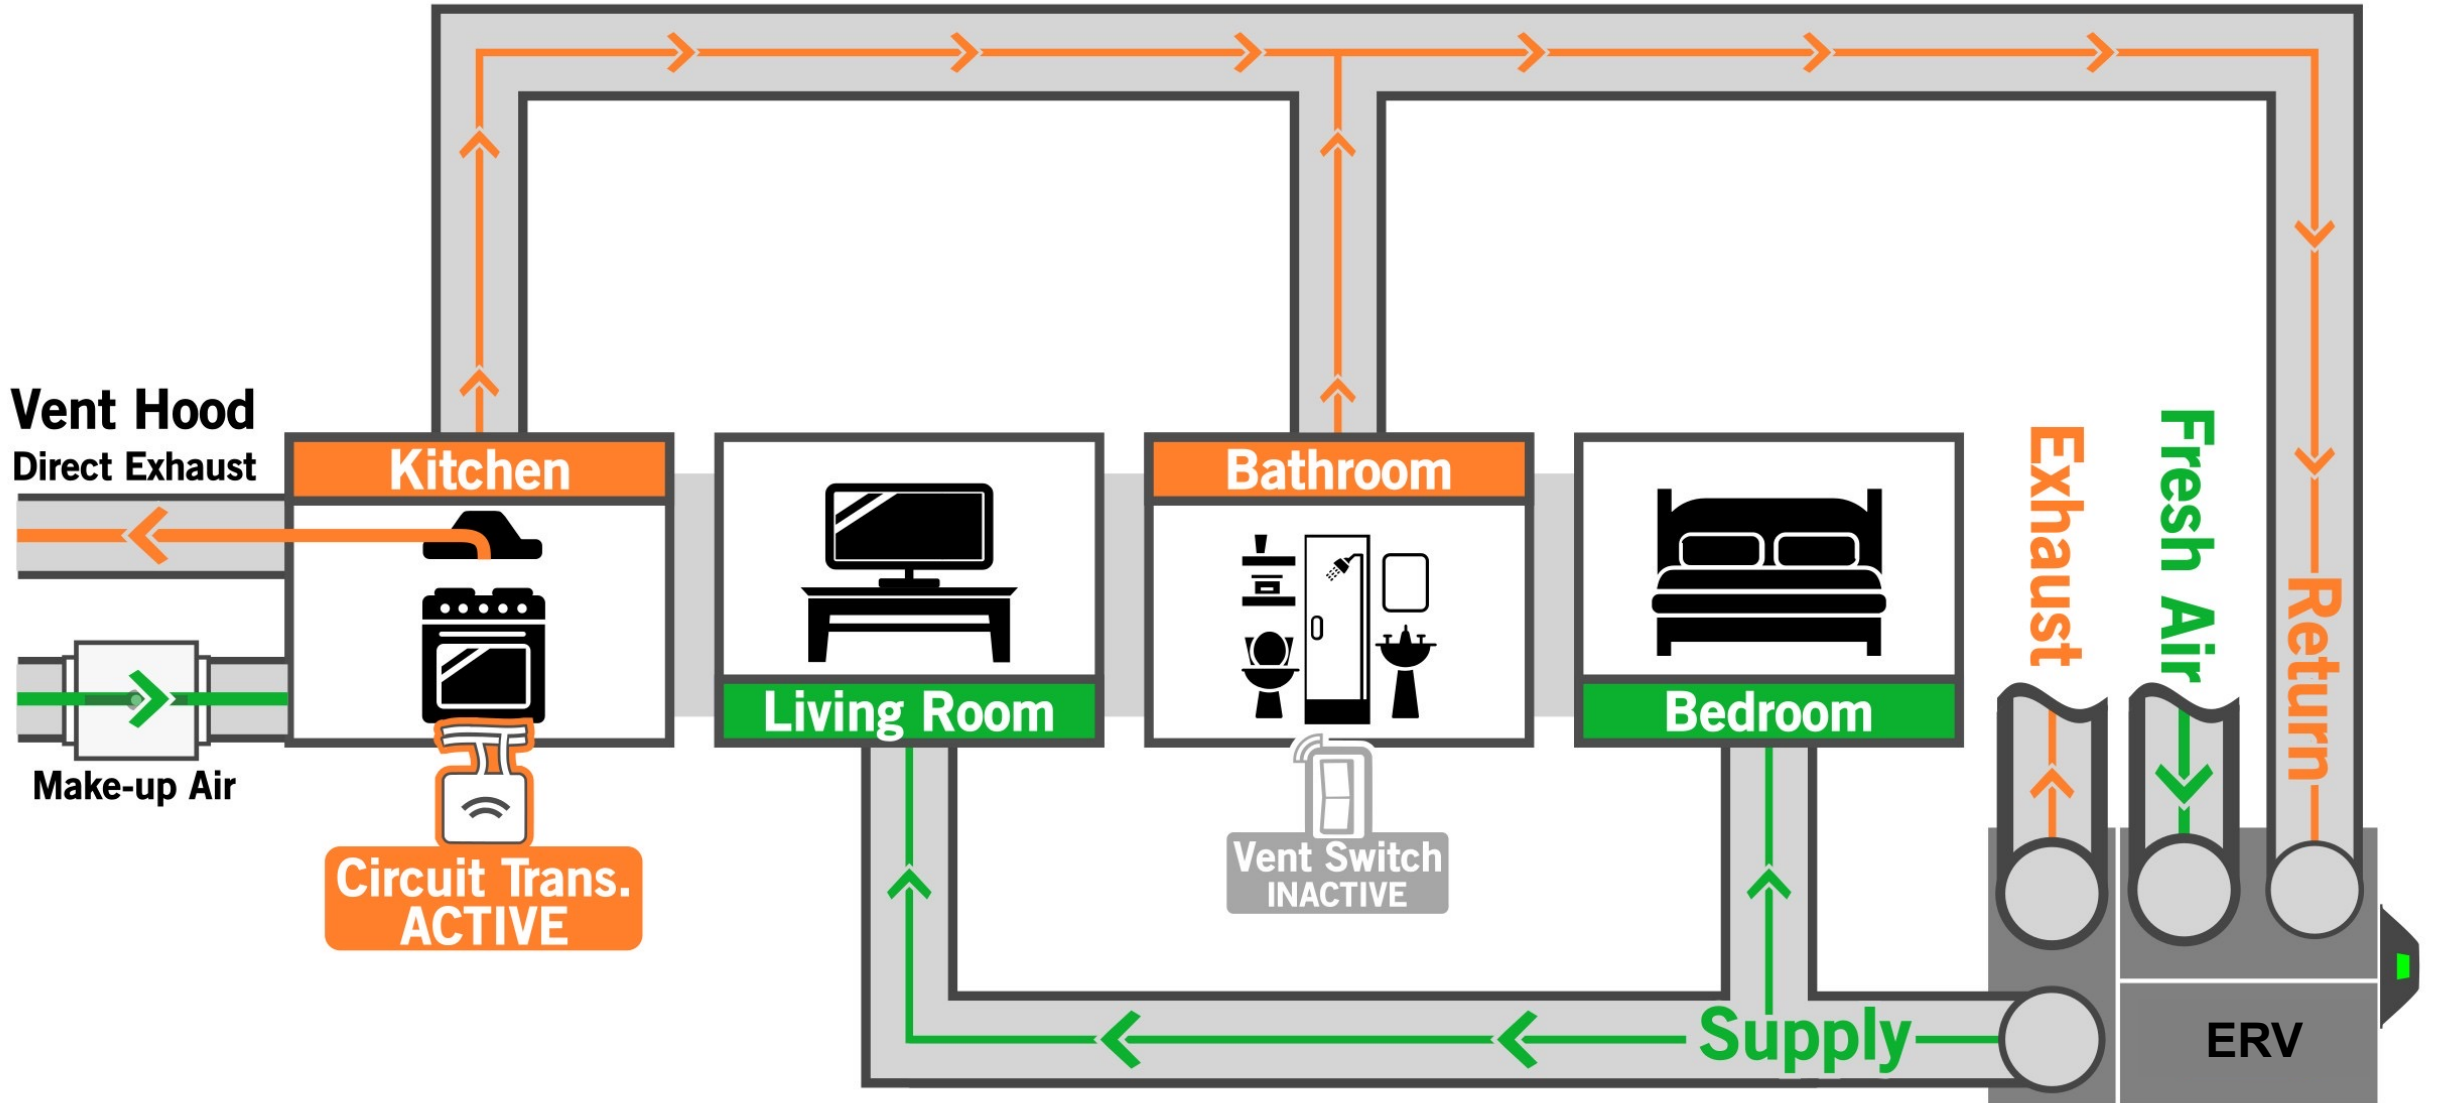 Vent Hood
Direct Exhaust
Make-up Air
Kitchen
Circuit Trans.
ACTIVE
Living Room
Bathroom
Vent Switch
INACTIVE
Bedroom
Supply
Exhaust
Fresh Air
Return
ERV